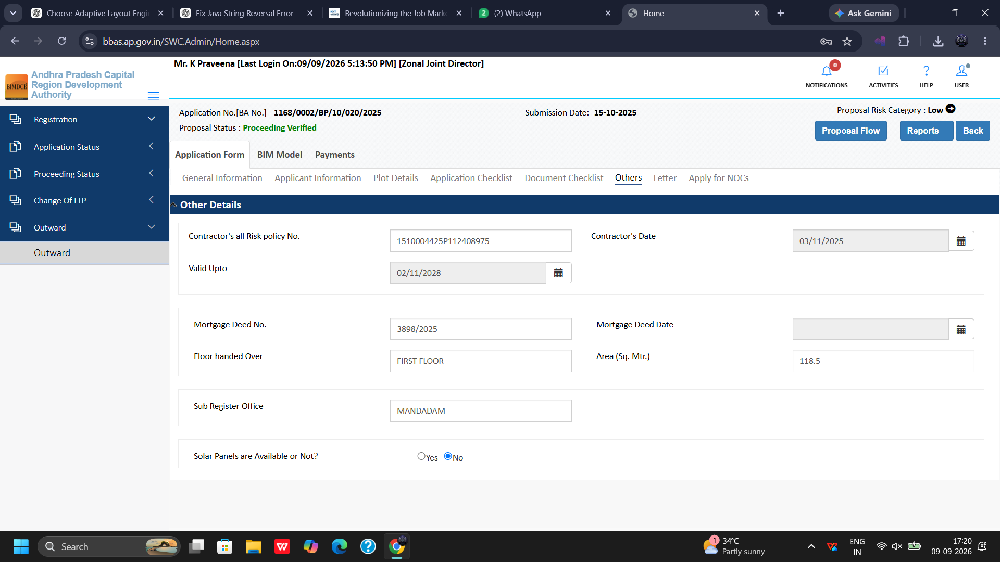 Choose Adaptive Layout Engi
Fix Java String Reversal Error
Revolutionizing the Job Marke
2
(2) WhatsApp
Home
Ask Gemini
bbas.ap.gov.in/SWC.Admin/Home.aspx
BIMDCR
Andhra Pradesh Capital
Region Development
Authority
Mr. K Praveena [Last Login On:09/09/2026 5:13:50 PM] [Zonal Joint Director]
0
NOTIFICATIONS
ACTIVITIES
HELP
USER
Registration
Application Status
Proceeding Status
Change Of LTP
Outward
Outward
Application No.[BA No.] - 1168/0002/BP/10/020/2025
Submission Date:- 15-10-2025
Proposal Risk Category : Low
Proposal Status : Proceeding Verified
Proposal Flow
Reports
Back
Application Form
BIM Model
Payments
General Information
Applicant Information
Plot Details
Application Checklist
Document Checklist
Others
Letter
Apply for NOCs
Other Details
Contractor's all Risk policy No.
1510004425P112408975
Contractor's Date
03/11/2025
Valid Upto
02/11/2028
Mortgage Deed No.
3898/2025
Mortgage Deed Date
Floor handed Over
FIRST FLOOR
Area (Sq. Mtr.)
118.5
Sub Register Office
MANDADAM
Solar Panels are Available or Not?
Yes
No
Search
1
34°C
Partly sunny
ENG
IN
17:20
09-09-2026